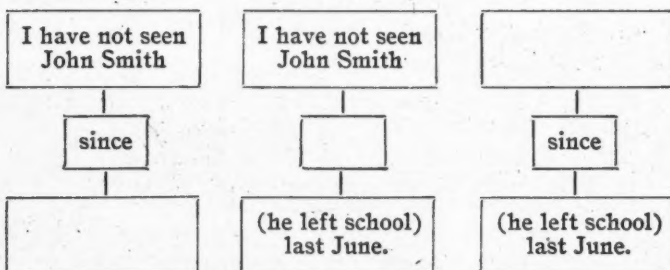 I have not seen
John Smith
since
I have not seen
John Smith
(he left school)
last June.
since
(he left school)
last June.